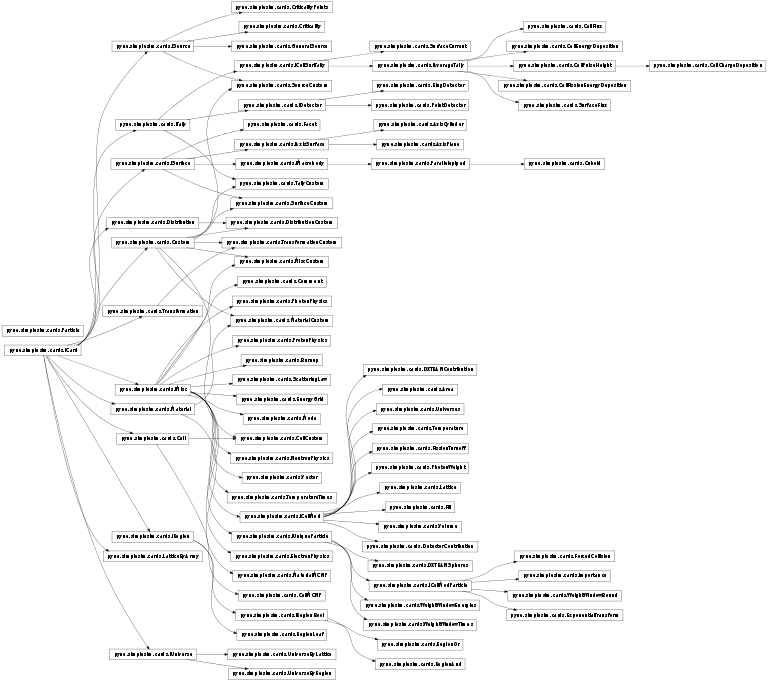 pyne.simplesim.cards.CriticalityPoints
pyne.simplesim.cards.Criticality
pyne.simplesim.cards.ISource
pyne.simplesim.cards.GeneralSource
pyne.simplesim.cards.SurfaceCurrent
pyne.simplesim.cards.CellFlux
pyne.simplesim.cards.CellEnergyDeposition
pyne.simplesim.cards.ICellSurfTally
pyne.simplesim.cards.IAverageTally
pyne.simplesim.cards.CellPulseHeight
pyne.simplesim.cards.CellChargeDeposition
pyne.simplesim.cards.SourceCustom
pyne.simplesim.cards.RingDetector
pyne.simplesim.cards.CellFissionEnergyDeposition
pyne.simplesim.cards.IDetector
pyne.simplesim.cards.PointDetector
pyne.simplesim.cards.SurfaceFlux
pyne.simplesim.cards.ITally
pyne.simplesim.cards.Facet
pyne.simplesim.cards.AxisCylinder
pyne.simplesim.cards.IAxisSurface
pyne.simplesim.cards.AxisPlane
pyne.simplesim.cards.ISurface
pyne.simplesim.cards.IMacrobody
pyne.simplesim.cards.Parallelepiped
pyne.simplesim.cards.Cuboid
pyne.simplesim.cards.TallyCustom
pyne.simplesim.cards.SurfaceCustom
pyne.simplesim.cards.Distribution
pyne.simplesim.cards.DistributionCustom
pyne.simplesim.cards.Custom
pyne.simplesim.cards.TransformationCustom
pyne.simplesim.cards.MiscCustom
pyne.simplesim.cards.Comment
pyne.simplesim.cards.PhotonPhysics
pyne.simplesim.cards.Transformation
pyne.simplesim.cards.MaterialCustom
pyne.simplesim.cards.Particle
pyne.simplesim.cards.ProtonPhysics
pyne.simplesim.cards.ICard
pyne.simplesim.cards.Burnup
pyne.simplesim.cards.DXTRANContribution
pyne.simplesim.cards.ScatteringLaw
pyne.simplesim.cards.IMisc
pyne.simplesim.cards.Area
pyne.simplesim.cards.EnergyGrid
pyne.simplesim.cards.Material
pyne.simplesim.cards.Universes
pyne.simplesim.cards.Mode
pyne.simplesim.cards.Temperature
pyne.simplesim.cards.Cell
pyne.simplesim.cards.CellCustom
pyne.simplesim.cards.FissionTurnoff
pyne.simplesim.cards.NeutronPhysics
pyne.simplesim.cards.PhotonWeight
pyne.simplesim.cards.Vector
pyne.simplesim.cards.Lattice
pyne.simplesim.cards.TemperatureTimes
pyne.simplesim.cards.Fill
pyne.simplesim.cards.ICellMod
pyne.simplesim.cards.Volume
pyne.simplesim.cards.IRegion
pyne.simplesim.cards.IUniqueParticle
pyne.simplesim.cards.DetectorContribution
pyne.simplesim.cards.LatticeByArray
pyne.simplesim.cards.ElectronPhysics
pyne.simplesim.cards.DXTRANSpheres
pyne.simplesim.cards.ForcedCollision
pyne.simplesim.cards.MaterialMCNP
pyne.simplesim.cards.ICellModParticle
pyne.simplesim.cards.Importance
pyne.simplesim.cards.CellMCNP
pyne.simplesim.cards.WeightWindowBound
pyne.simplesim.cards.WeightWindowEnergies
pyne.simplesim.cards.IRegionBool
pyne.simplesim.cards.ExponentialTransform
pyne.simplesim.cards.WeightWindowTimes
pyne.simplesim.cards.RegionLeaf
pyne.simplesim.cards.RegionOr
pyne.simplesim.cards.IUniverse
pyne.simplesim.cards.UniverseByLattice
pyne.simplesim.cards.RegionAnd
pyne.simplesim.cards.UniverseByRegion